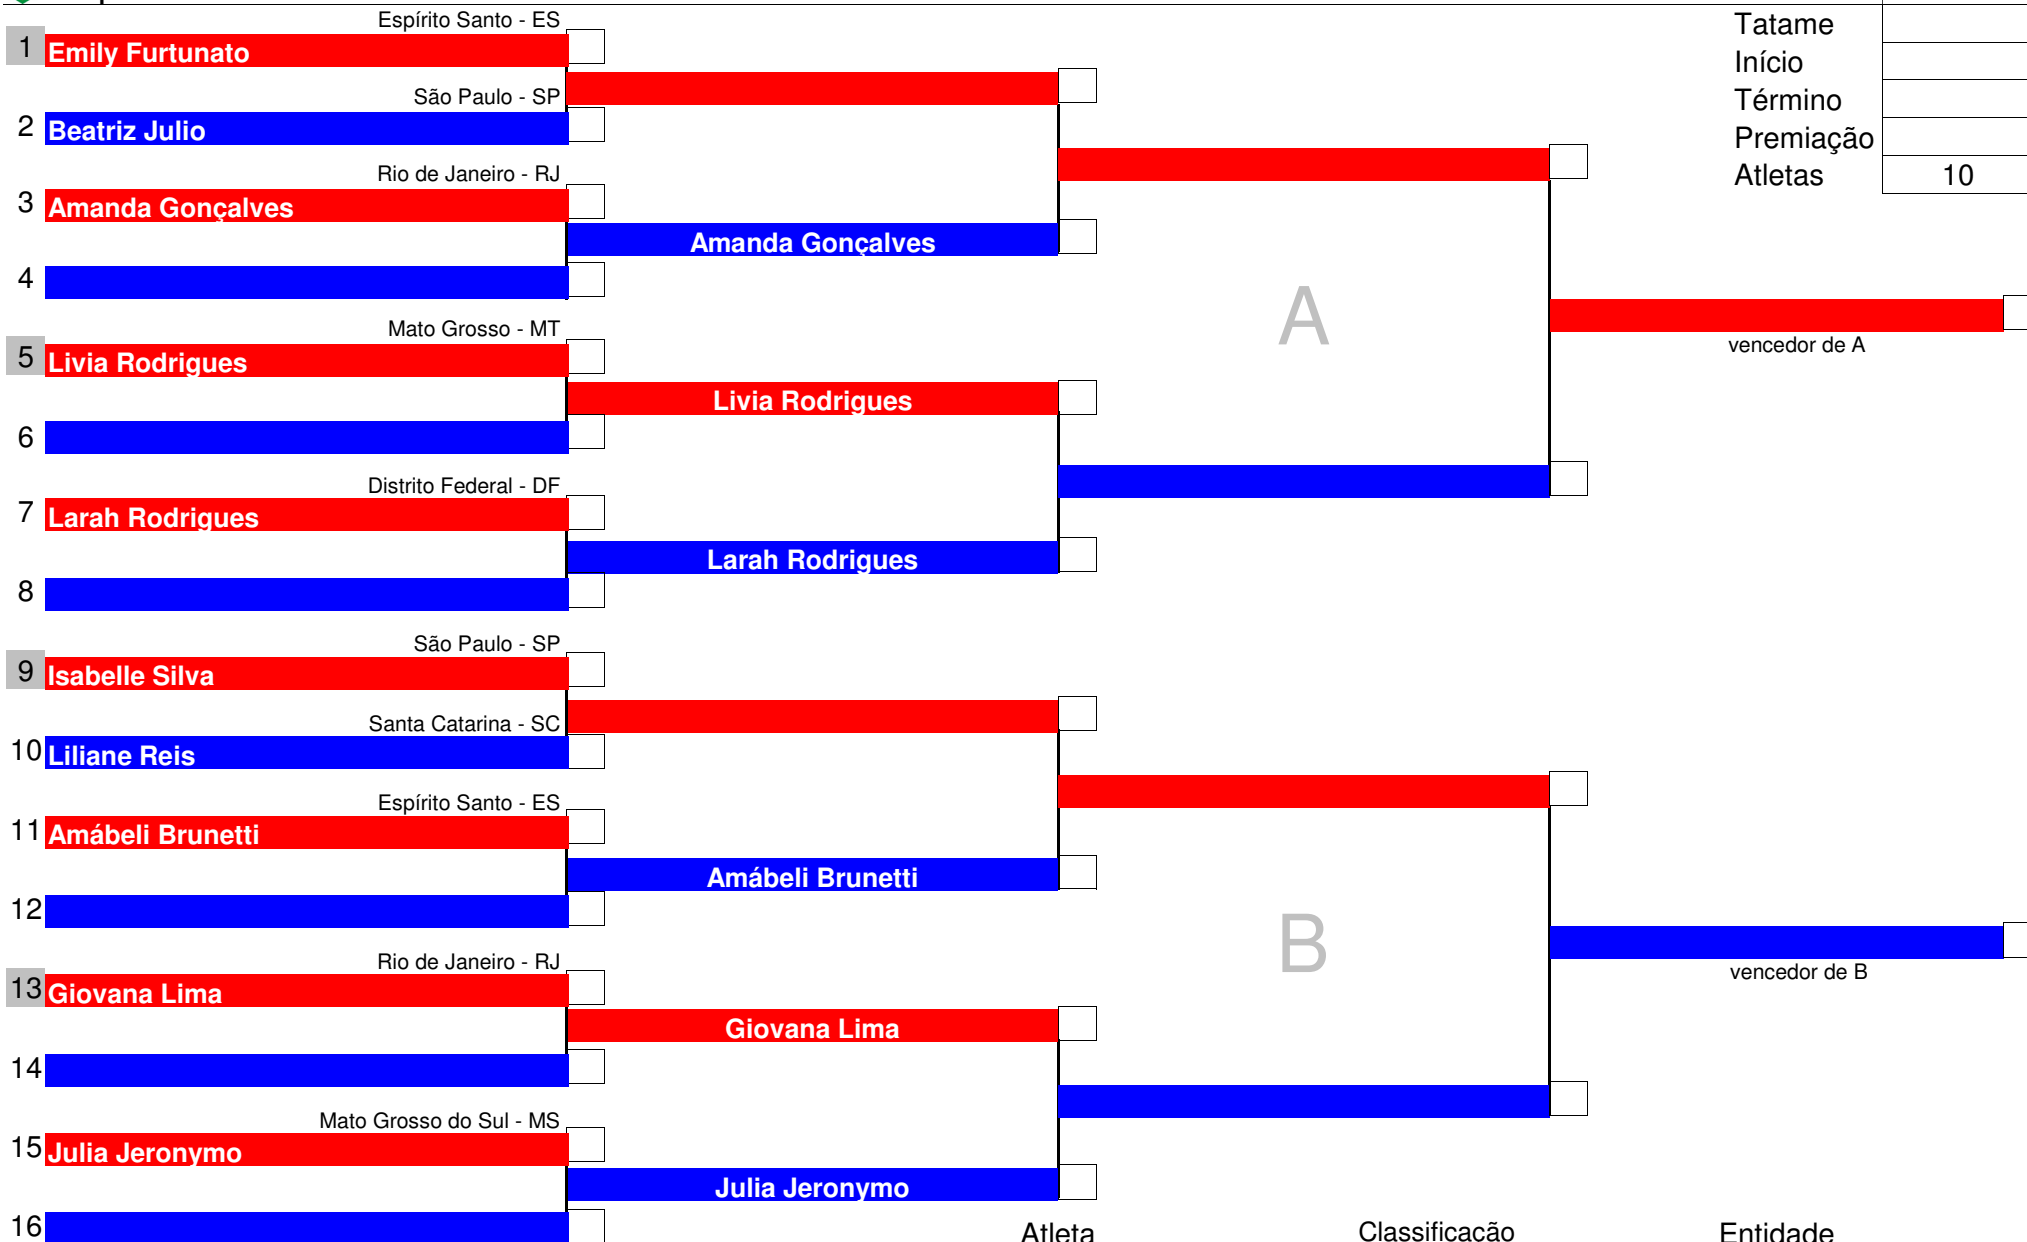 Espírito Santo - ES
1 Emily Furtunato
São Paulo - SP
2 Beatriz Julio
Rio de Janeiro - RJ
3 Amanda Gonçalves
Amanda Gonçalves
4
Mato Grosso - MT
5 Livia Rodrigues
Livia Rodrigues
6
Distrito Federal - DF
7 Larah Rodrigues
Larah Rodrigues
8
São Paulo - SP
9 Isabelle Silva
Santa Catarina - SC
10 Liliane Reis
Espírito Santo - ES
11 Amábeli Brunetti
Amábeli Brunetti
12
Rio de Janeiro - RJ
13 Giovana Lima
Giovana Lima
14
Mato Grosso do Sul - MS
15 Julia Jeronymo
Julia Jeronymo
16
A
B
Tatame
Início
Término
Premiação
Atletas 10
vencedor de A
vencedor de B
Atleta Classificação Entidade